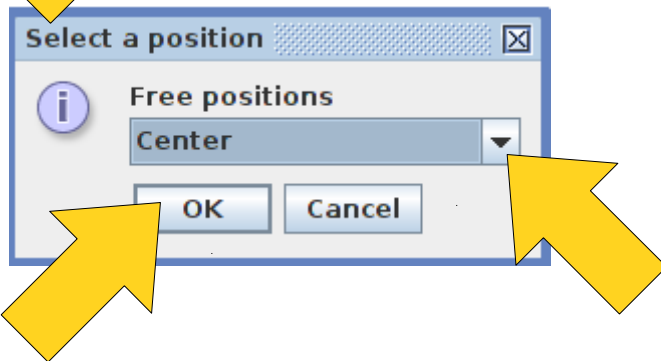 Select a position
i
Free positions
Center
OK
Cancel